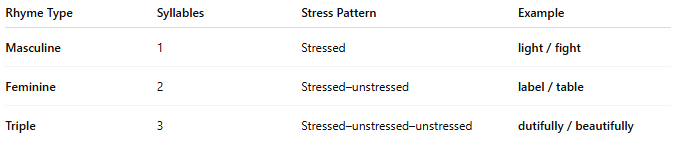 Rhyme Type Syllables Stress Pattern Example
Masculine 1 Stressed light / fight
Feminine 2 Stressed–unstressed label / table
Triple 3 Stressed–unstressed–unstressed dutifully / beautifully